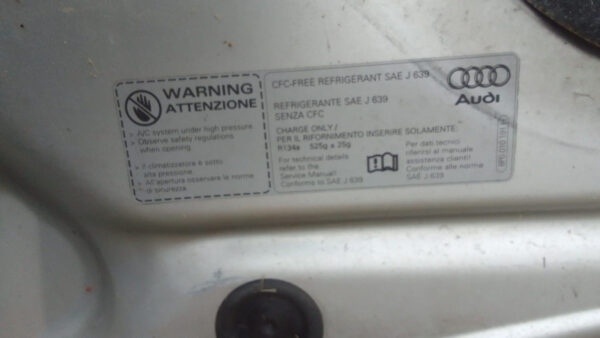 WARNING
ATTENZIONE
> A/C system under high pressure
> Observe safety regulations
when opening.
> Il climatizzatore è sotto
alta pressione.
> All'apertura osservare le norme
di sicurezza
CFC-FREE REFRIGERANT SAE J 639
REFRIGERANTE SAE J 639
SENZA CFC
CHARGE ONLY /
PER IL RIFORNIMENTO INSERIRE SOLAMENTE:
R134a 525g ± 25g
For technical details
refer to the
Service Manual!
Conforms to SAE J 639
Audi
Per dati tecnici
riferirsi al manuale
assistenza clienti!
Conforme alle norme
SAE J 639